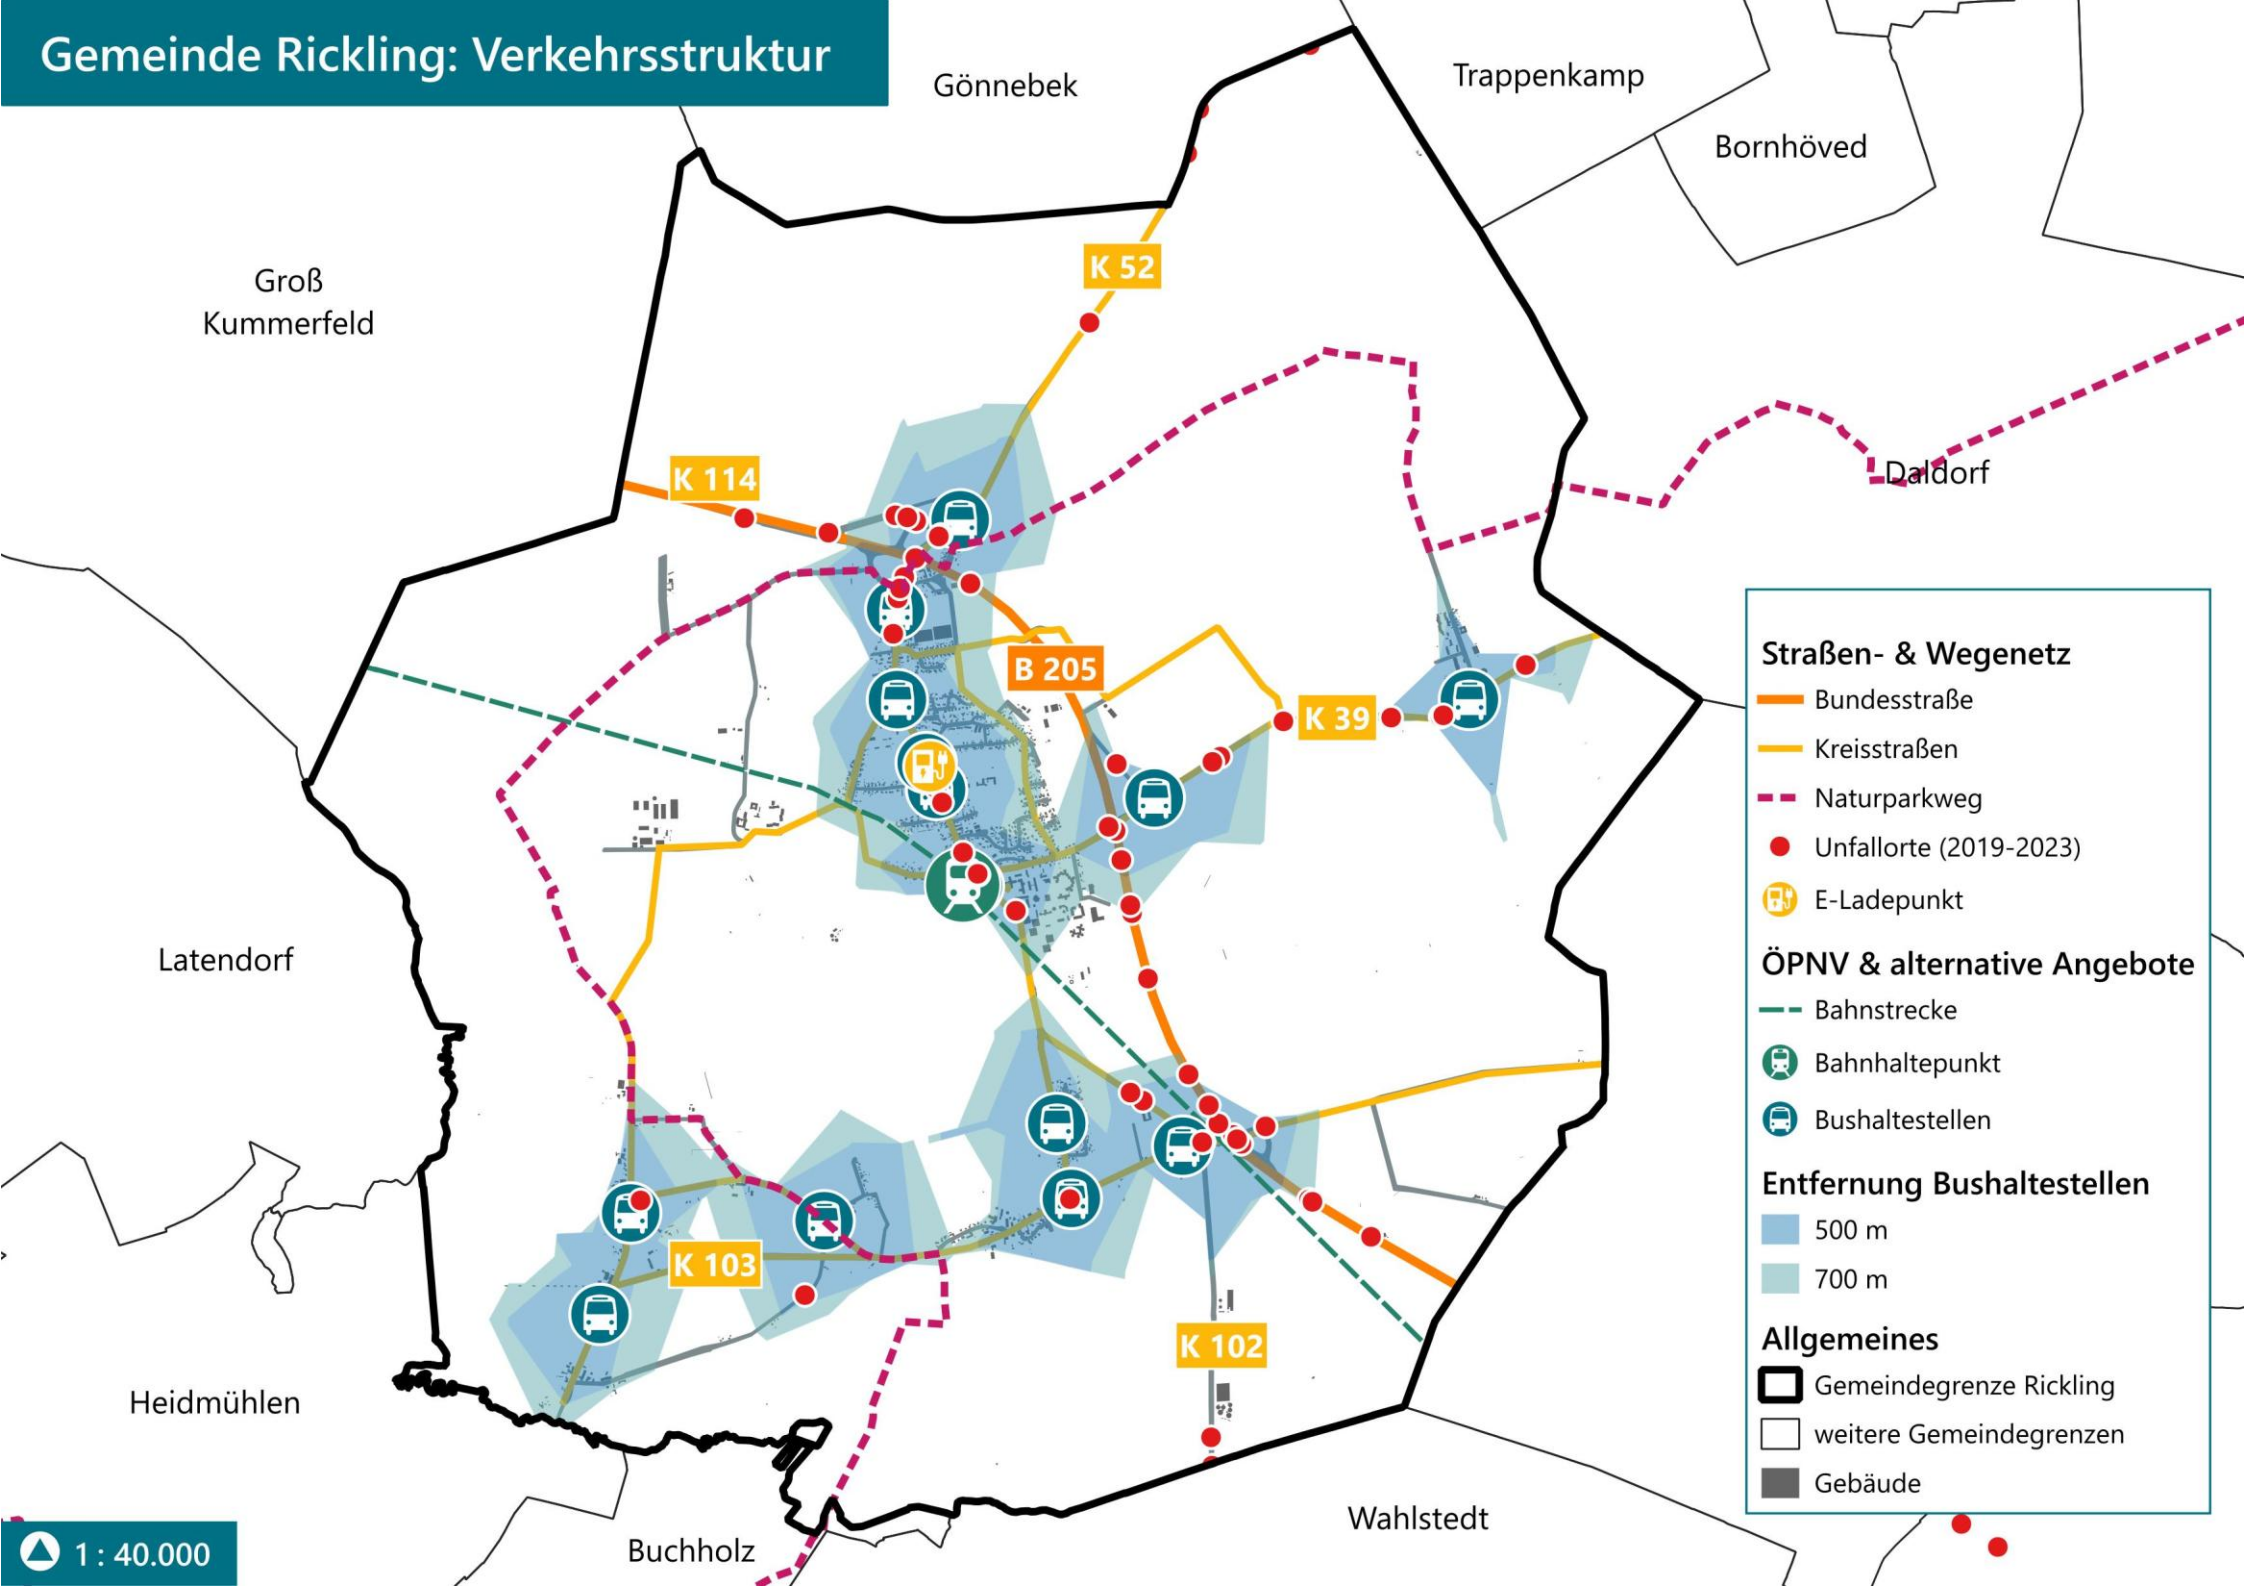 Gemeinde Rickling: Verkehrsstruktur
Gönnebek
Trappenkamp
Bornhöved
Groß
Kummerfeld
K 52
K 114
Daldorf
B 205
K 39
Latendorf
K 103
K 102
Heidmühlen
Buchholz
Wahlstedt
Straßen- & Wegenetz
Bundesstraße
Kreisstraßen
Naturparkweg
Unfallorte (2019-2023)
E-Ladepunkt
ÖPNV & alternative Angebote
Bahnstrecke
Bahnhaltepunkt
Bushaltestellen
Entfernung Bushaltestellen
500 m
700 m
Allgemeines
Gemeindegrenze Rickling
weitere Gemeindegrenzen
Gebäude
1 : 40.000